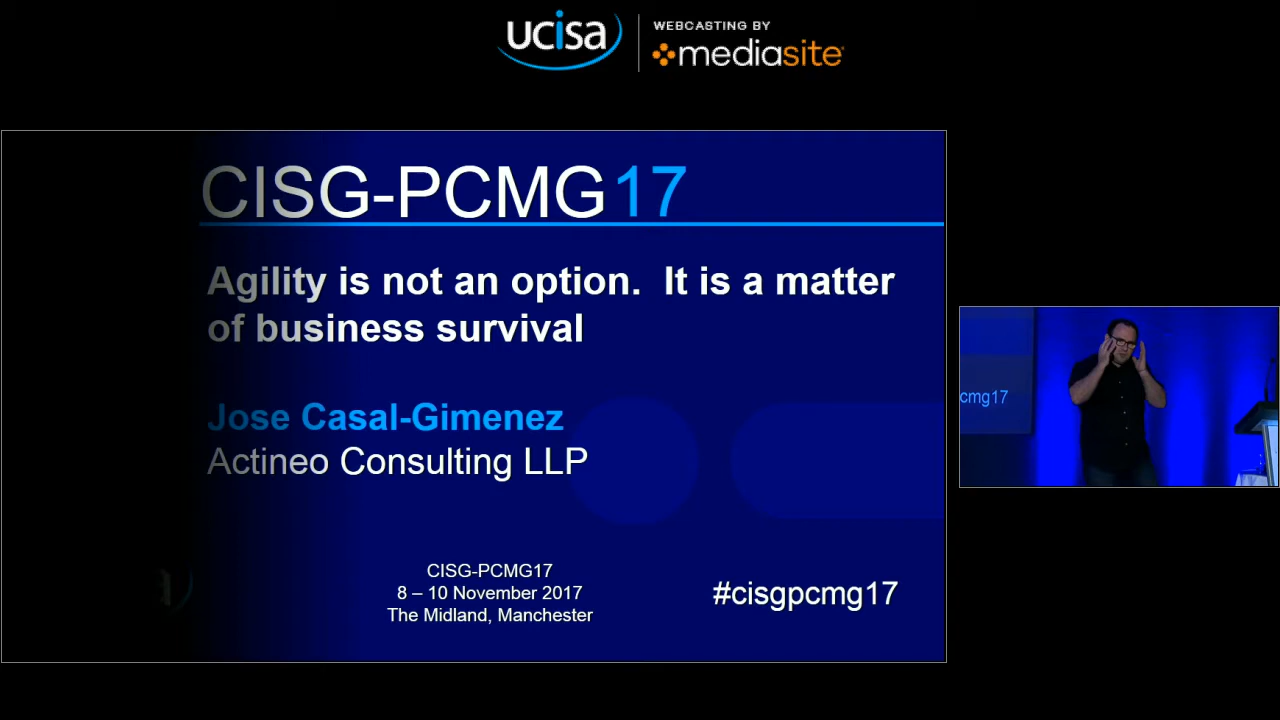 ucisa
WEBCASTING BY
mediasite
CISG-PCMG17
Agility is not an option.  It is a matter
of business survival
Jose Casal-Gimenez
Actineo Consulting LLP
CISG-PCMG17
8 – 10 November 2017
The Midland, Manchester
#cisgpcmg17
cmg17